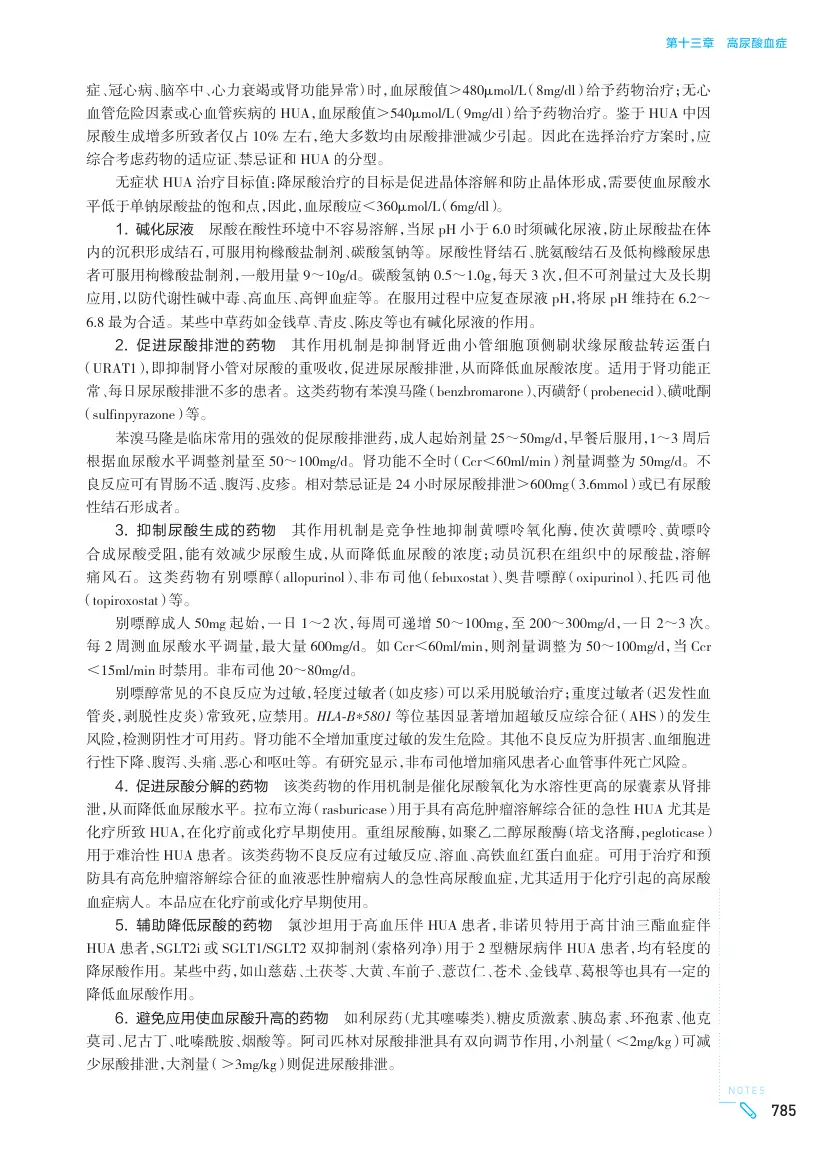 第十三章 高尿酸血症
症、冠心病、脑卒中、心力衰竭或肾功能异常）时，血尿酸值＞480μmol/L（8mg/dl）给予药物治疗；无心
血管危险因素或心血管疾病的 HUA，血尿酸值＞540μmol/L（9mg/dl）给予药物治疗。鉴于 HUA 中因
尿酸生成增多所致者仅占 10% 左右，绝大多数均由尿酸排泄减少引起。因此在选择治疗方案时，应
综合考虑药物的适应证、禁忌证和 HUA 的分型。
无症状 HUA 治疗目标值：降尿酸治疗的目标是促进晶体溶解和防止晶体形成，需要使血尿酸水
平低于单钠尿酸盐的饱和点，因此，血尿酸应＜360μmol/L（6mg/dl）。
1. 碱化尿液 尿酸在酸性环境中不容易溶解，当尿 pH 小于 6.0 时须碱化尿液，防止尿酸盐在体
内的沉积形成结石，可服用枸橼酸盐制剂、碳酸氢钠等。尿酸性肾结石、胱氨酸结石及低枸橼酸尿患
者可服用枸橼酸盐制剂，一般用量 9～10g/d。碳酸氢钠 0.5～1.0g，每天 3 次，但不可剂量过大及长期
应用，以防代谢性碱中毒、高血压、高钾血症等。在服用过程中应复查尿液 pH，将尿 pH 维持在 6.2～
6.8 最为合适。某些中草药如金钱草、青皮、陈皮等也有碱化尿液的作用。
2. 促进尿酸排泄的药物 其作用机制是抑制肾近曲小管细胞顶侧刷状缘尿酸盐转运蛋白
（URAT1），即抑制肾小管对尿酸的重吸收，促进尿尿酸排泄，从而降低血尿酸浓度。适用于肾功能正
常、每日尿尿酸排泄不多的患者。这类药物有苯溴马隆（benzbromarone）、丙磺舒（probenecid）、磺吡酮
（sulfinpyrazone）等。
苯溴马隆是临床常用的强效的促尿酸排泄药，成人起始剂量 25～50mg/d，早餐后服用，1～3 周后
根据血尿酸水平调整剂量至 50～100mg/d。肾功能不全时（Ccr＜60ml/min）剂量调整为 50mg/d。不
良反应可有胃肠不适、腹泻、皮疹。相对禁忌证是 24 小时尿尿酸排泄＞600mg（3.6mmol）或已有尿酸
性结石形成者。
3. 抑制尿酸生成的药物 其作用机制是竞争性地抑制黄嘌呤氧化酶，使次黄嘌呤、黄嘌呤
合成尿酸受阻，能有效减少尿酸生成，从而降低血尿酸的浓度；动员沉积在组织中的尿酸盐，溶解
痛风石。这类药物有别嘌醇（allopurinol）、非布司他（febuxostat）、奥昔嘌醇（oxipurinol）、托匹司他
（topiroxostat）等。
别嘌醇成人 50mg 起始，一日 1～2 次，每周可递增 50～100mg，至 200～300mg/d，一日 2～3 次。
每 2 周测血尿酸水平调量，最大量 600mg/d。如 Ccr＜60ml/min，则剂量调整为 50～100mg/d，当 Ccr
＜15ml/min 时禁用。非布司他 20～80mg/d。
别嘌醇常见的不良反应为过敏，轻度过敏者（如皮疹）可以采用脱敏治疗；重度过敏者（迟发性血
管炎，剥脱性皮炎）常致死，应禁用。HLA-B*5801 等位基因显著增加超敏反应综合征（AHS）的发生
风险，检测阴性才可用药。肾功能不全增加重度过敏的发生危险。其他不良反应为肝损害、血细胞进
行性下降、腹泻、头痛、恶心和呕吐等。有研究显示，非布司他增加痛风患者心血管事件死亡风险。
4. 促进尿酸分解的药物 该类药物的作用机制是催化尿酸氧化为水溶性更高的尿囊素从肾排
泄，从而降低血尿酸水平。拉布立海（rasburicase）用于具有高危肿瘤溶解综合征的急性 HUA 尤其是
化疗所致 HUA，在化疗前或化疗早期使用。重组尿酸酶，如聚乙二醇尿酸酶（培戈洛酶，pegloticase）
用于难治性 HUA 患者。该类药物不良反应有过敏反应、溶血、高铁血红蛋白血症。可用于治疗和预
防具有高危肿瘤溶解综合征的血液恶性肿瘤病人的急性高尿酸血症，尤其适用于化疗引起的高尿酸
血症病人。本品应在化疗前或化疗早期使用。
5. 辅助降低尿酸的药物 氯沙坦用于高血压伴 HUA 患者，非诺贝特用于高甘油三酯血症伴
HUA 患者，SGLT2i 或 SGLT1/SGLT2 双抑制剂（索格列净）用于 2 型糖尿病伴 HUA 患者，均有轻度的
降尿酸作用。某些中药，如山慈菇、土茯苓、大黄、车前子、薏苡仁、苍术、金钱草、葛根等也具有一定的
降低血尿酸作用。
6. 避免应用使血尿酸升高的药物 如利尿药（尤其噻嗪类）、糖皮质激素、胰岛素、环孢素、他克
莫司、尼古丁、吡嗪酰胺、烟酸等。阿司匹林对尿酸排泄具有双向调节作用，小剂量（＜2mg/kg）可减
少尿酸排泄，大剂量（＞3mg/kg）则促进尿酸排泄。
NOTES
785